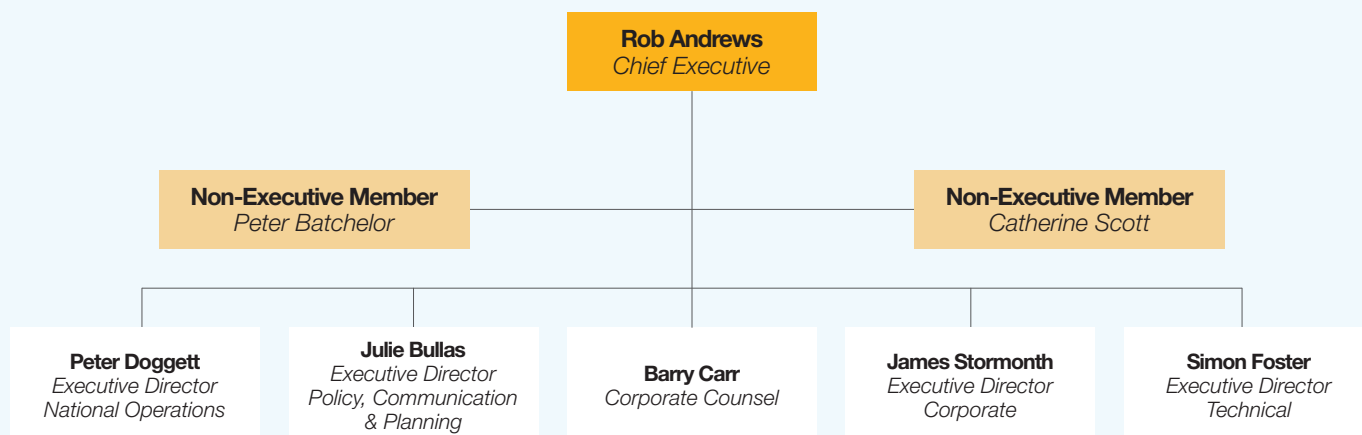 Rob Andrews
Chief Executive
Non-Executive Member
Peter Batchelor
Non-Executive Member
Catherine Scott
Peter Doggett
Executive Director
National Operations
Julie Bullas
Executive Director
Policy, Communication
& Planning
Barry Carr
Corporate Counsel
James Stormonth
Executive Director
Corporate
Simon Foster
Executive Director
Technical